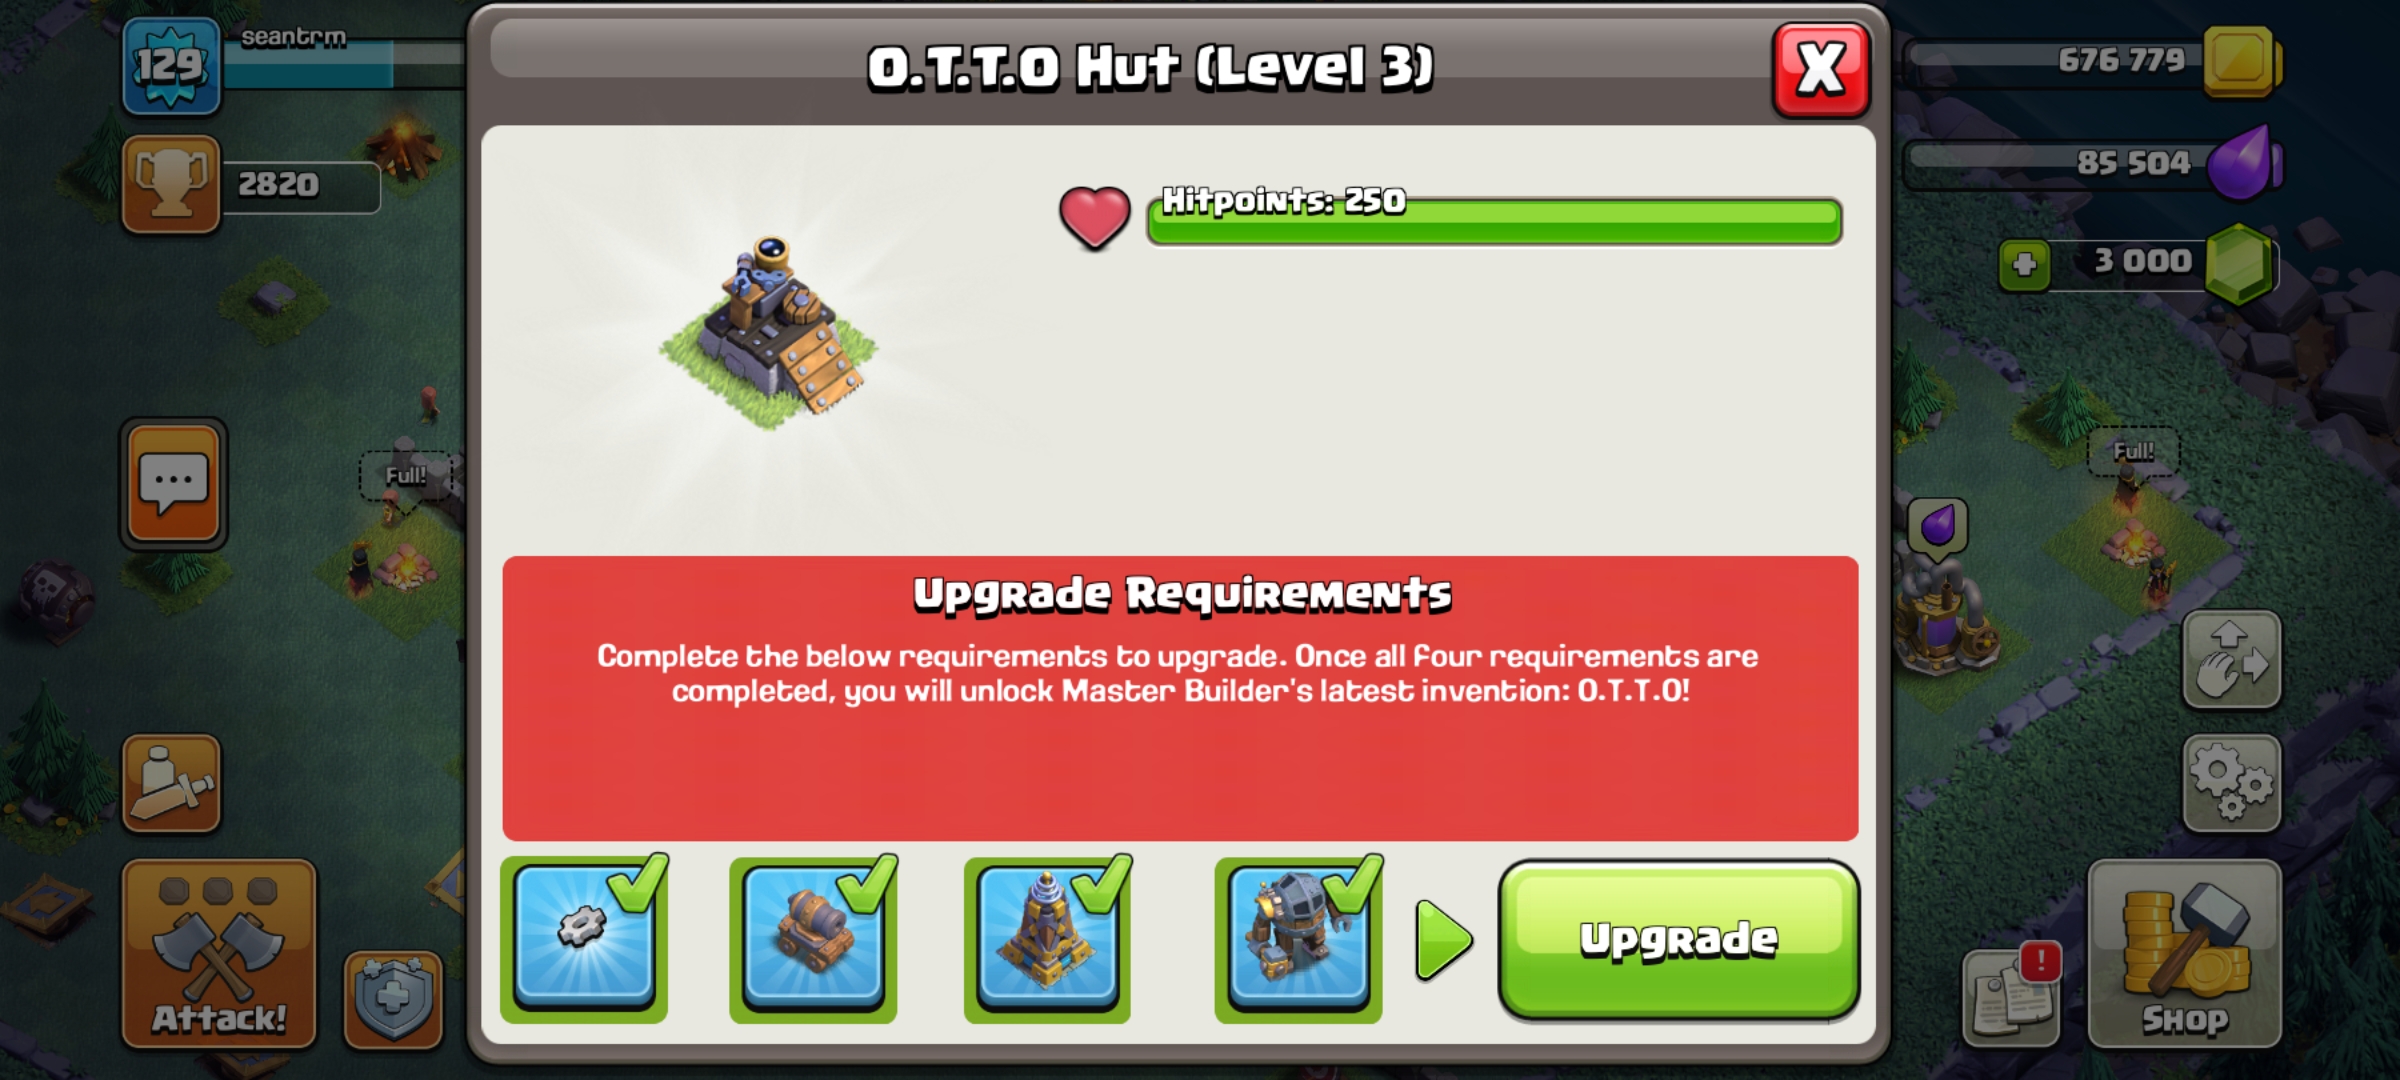 129
seantrm
2820
O.T.T.O Hut (Level 3)
X
676 779
85 504
3 000
Hitpoints: 250
Full!
Full!
Upgrade Requirements
Complete the below requirements to upgrade. Once all four requirements are
completed, you will unlock Master Builder's latest invention: O.T.T.O!
Upgrade
Attack!
!
Shop